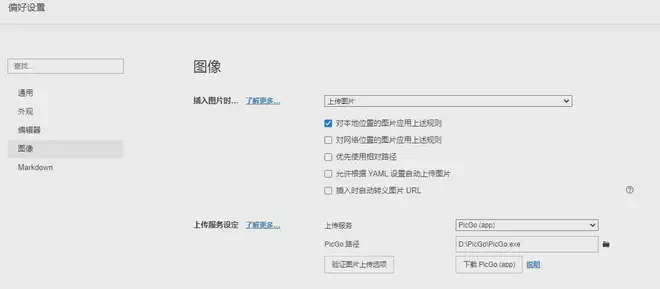 偏好设置
查找...
通用
外观
编辑器
图像
Markdown
图像
插入图片时... 了解更多... 上传图片
对本地位置的图片应用上述规则
对网络位置的图片应用上述规则
优先使用相对路径
允许根据 YAML 设置自动上传图片
插入时自动转义图片 URL
上传服务设定 了解更多... 上传服务 PicGo (app)
PicGo 路径 D:\PicGo\PicGo.exe
验证图片上传选项 下载 PicGo (app) 说明